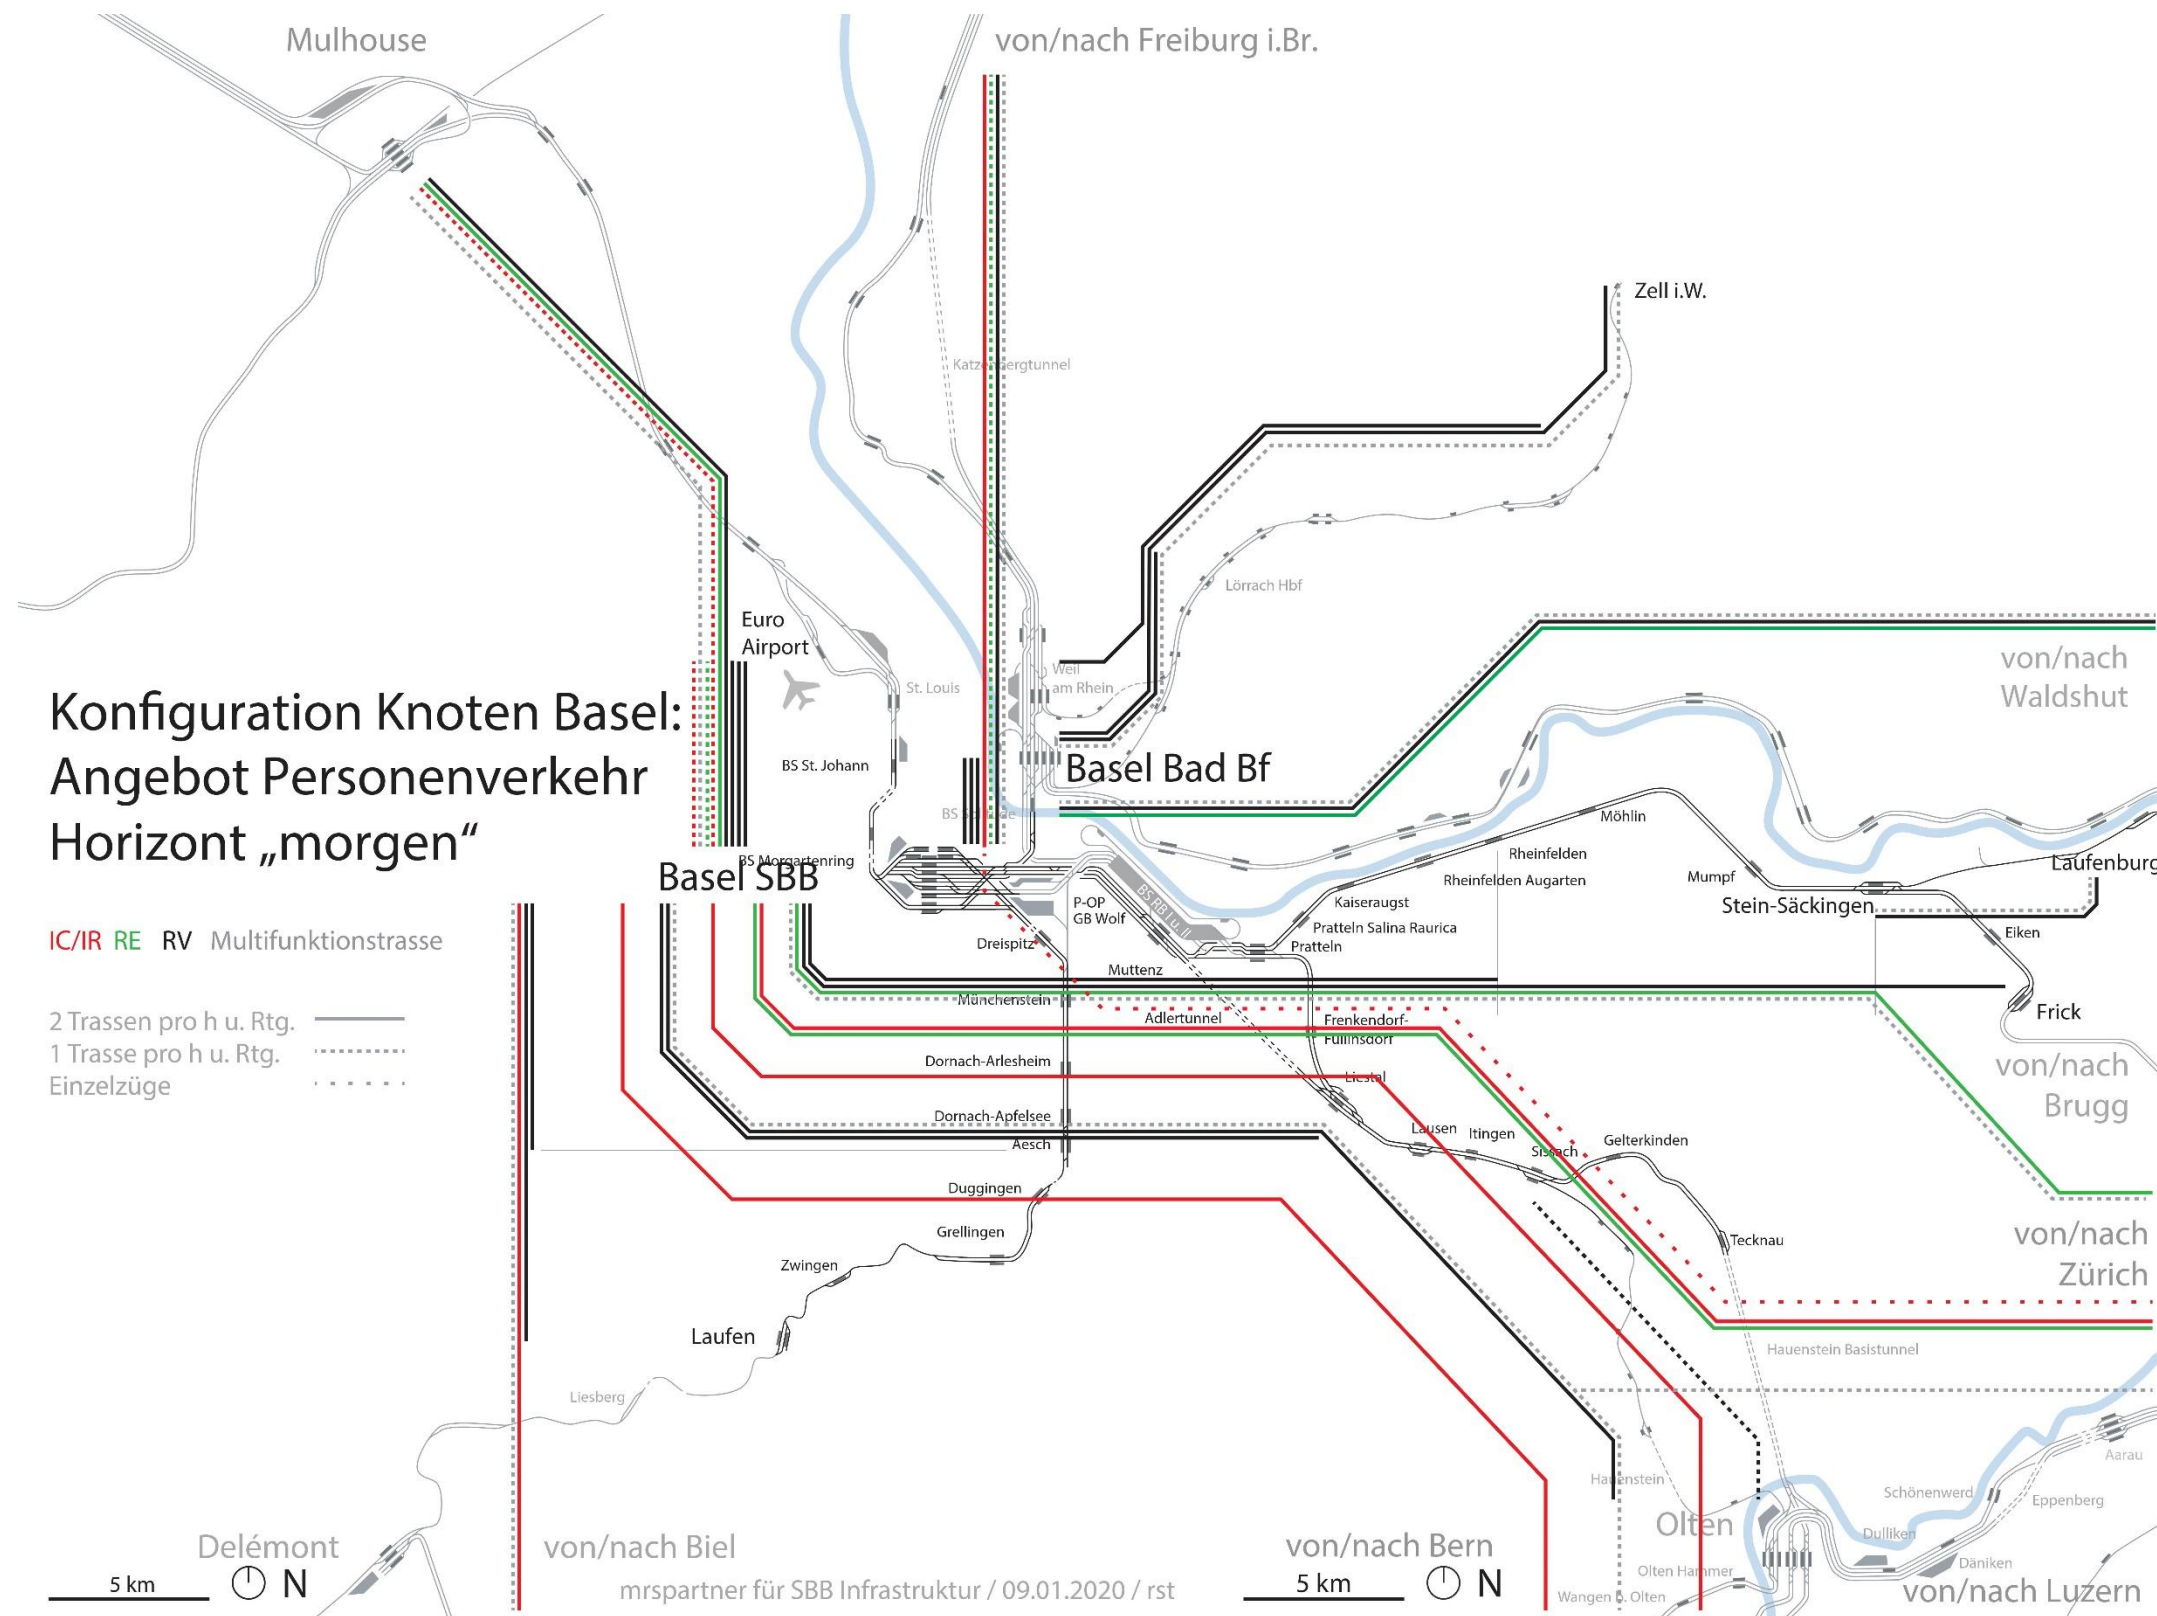 Mulhouse
von/nach Freiburg i.Br.
Zell i.W.
Katzenbergtunnel
Lörrach Hbf
Euro
Airport
von/nach
Waldshut
Weil
am Rhein
St. Louis
Konfiguration Knoten Basel:
Angebot Personenverkehr
Horizont „morgen“
BS St. Johann
Basel Bad Bf
BS Solitude
Möhlin
BS Morgartenring
Rheinfelden
Laufenburg
Basel SBB
Rheinfelden Augarten
Mumpf
Stein-Säckingen
P-OP
GB Wolf
BS RB I u. II
Kaiseraugst
Pratteln Salina Raurica
Pratteln
Eiken
IC/IR RE RV Multifunktionstrasse
Dreispitz
Muttenz
Münchenstein
Frick
2 Trassen pro h u. Rtg.
1 Trasse pro h u. Rtg.
Einzelzüge
Adlertunnel
Frenkendorf-
Füllinsdorf
Dornach-Arlesheim
Liestal
von/nach
Brugg
Dornach-Apfelsee
Aesch
Lausen
Itingen
Sissach
Gelterkinden
Duggingen
Grellingen
Tecknau
von/nach
Zürich
Zwingen
Laufen
Hauenstein Basistunnel
Liesberg
Hauenstein
Aarau
Schönenwerd
Eppenberg
Olten
Dulliken
Däniken
Delémont
von/nach Biel
von/nach Bern
Olten Hammer
5 km
N
mrspartner für SBB Infrastruktur / 09.01.2020 / rst
5 km
N
Wangen b. Olten
von/nach Luzern